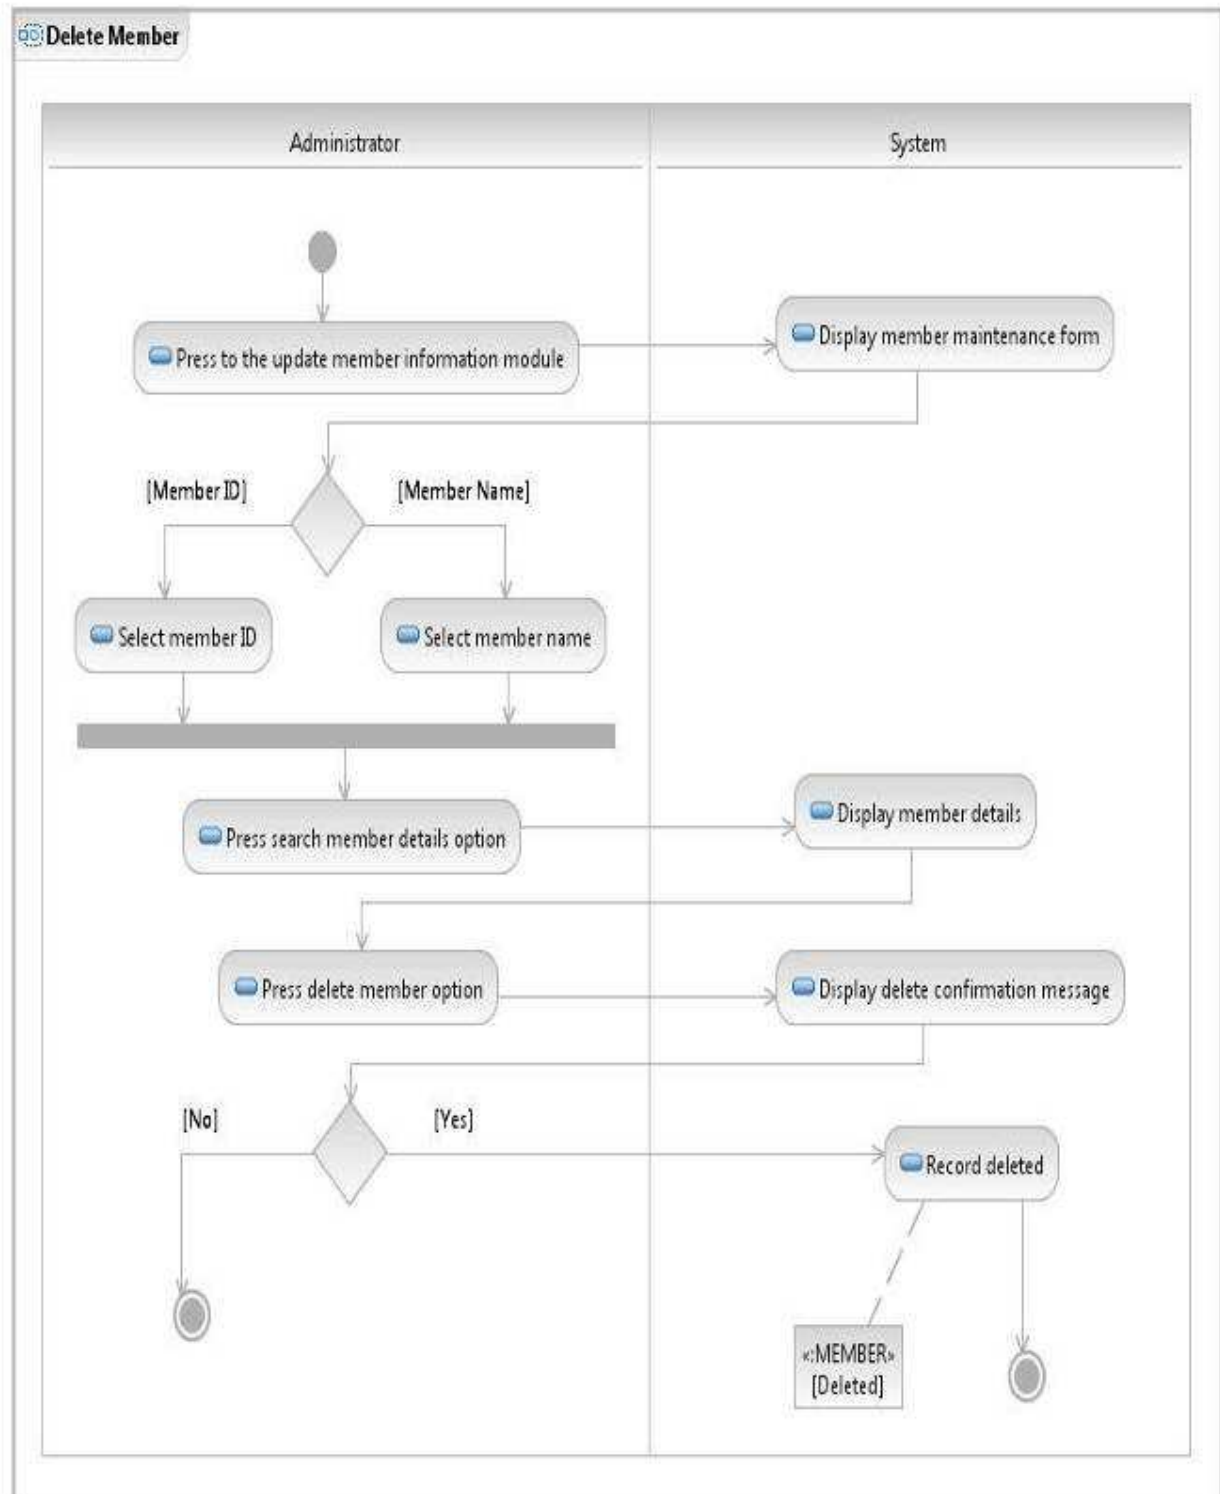 Delete Member
Administrator
System
Press to the update member information module
Display member maintenance form
[Member ID]
[Member Name]
Select member ID
Select member name
Press search member details option
Display member details
Press delete member option
Display delete confirmation message
[No]
[Yes]
Record deleted
«:MEMBER»
[Deleted]